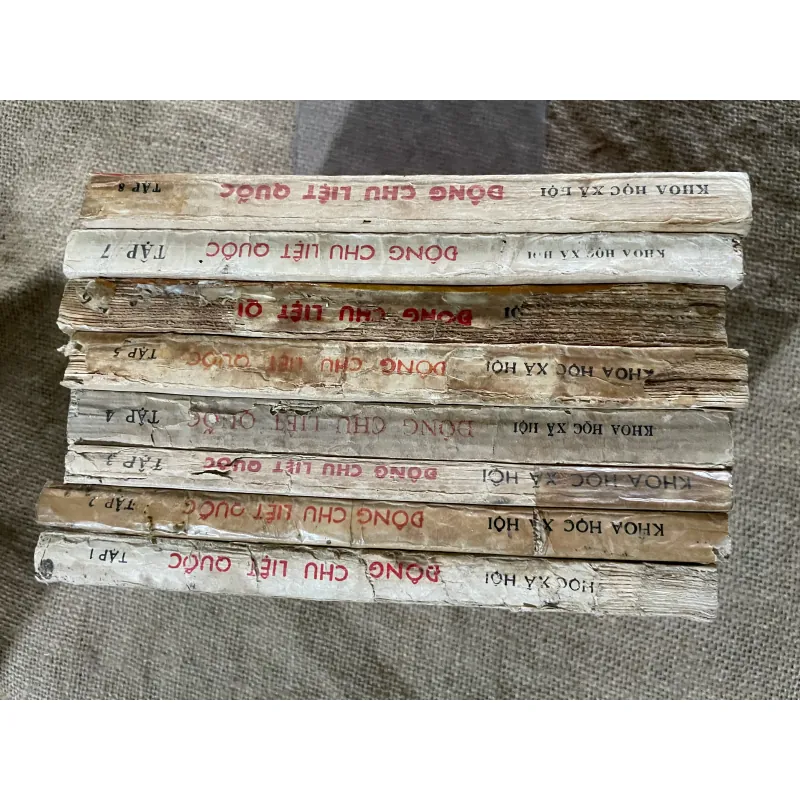 HỌC XÃ HỘI ĐÔNG CHU LIỆT QUỐC TẬP 1
KHOA HỌC XÃ HỘI ĐÔNG CHU LIỆT QUỐC TẬP 2
KHOA HỌC XÃ HỘI ĐÔNG CHU LIỆT QUỐC TẬP 3
KHOA HỌC XÃ HỘI ĐÔNG CHU LIỆT QUỐC TẬP 4
KHOA HỌC XÃ HỘI ĐÔNG CHU LIỆT QUỐC TẬP 5
ĐÔNG CHU LIỆT
KHOA HỌC XÃ HỘI ĐÔNG CHU LIỆT QUỐC TẬP 7
KHOA HỌC XÃ HỘI ĐÔNG CHU LIỆT QUỐC TẬP 8